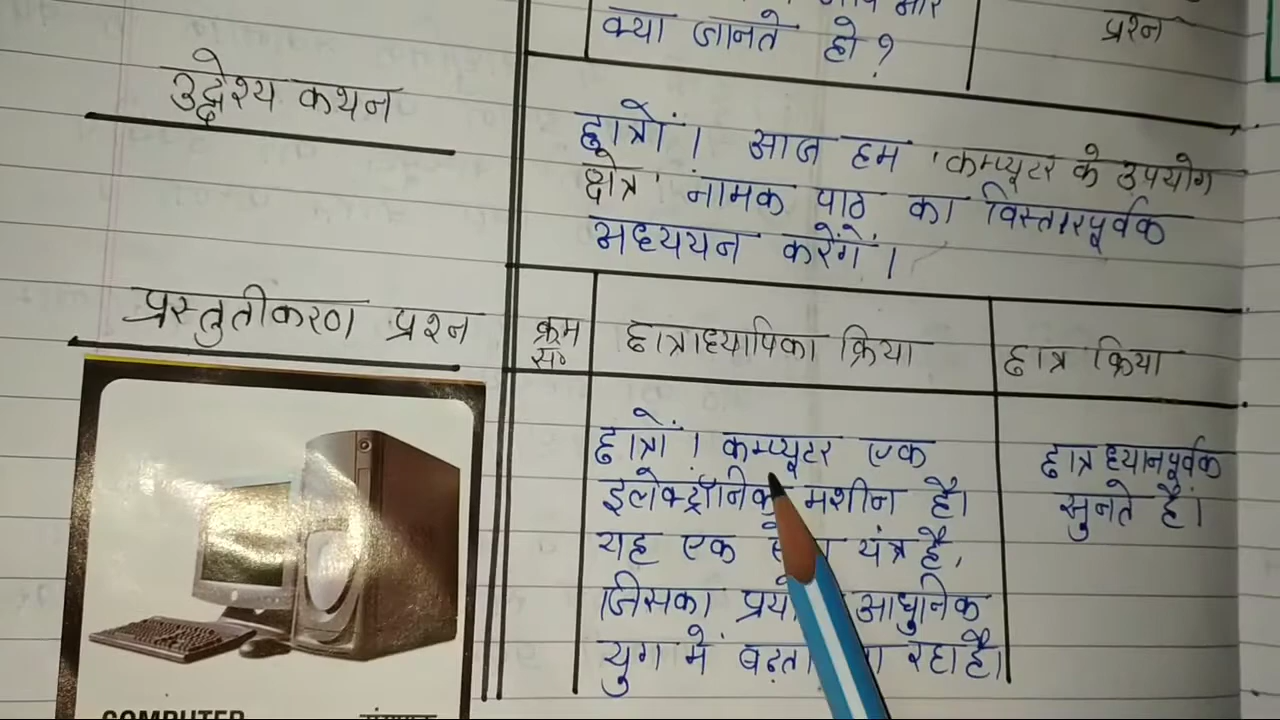 क्या जानते हो?
प्रश्न
उद्देश्य कथन
छात्रों। आज हम 'कम्प्यूटर के उपयोग
क्षेत्र' नामक पाठ का विस्तारपूर्वक
अध्ययन करेंगें।
प्रस्तुतीकरण प्रश्न
क्रम सं०
छात्राध्यापिका क्रिया
छात्र क्रिया
छात्रों। कम्प्यूटर एक
इलेक्ट्रॉनिक मशीन है।
यह एक यंत्र है,
जिसका आधुनिक
युग में रहा है।
छात्र ध्यानपूर्वक
सुनते हैं।
COMPUTER